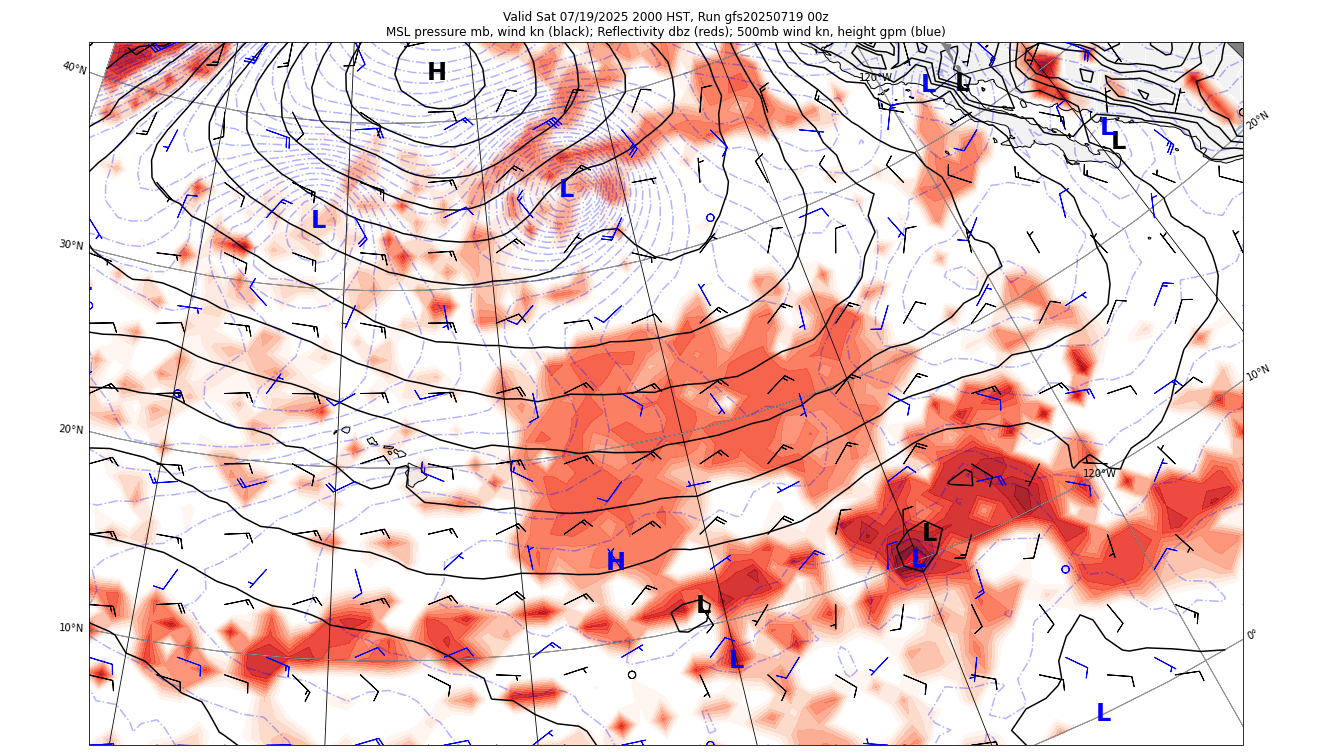 Valid Sat 07/19/2025 2000 HST, Run gfs20250719 00z
MSL pressure mb, wind kn (black); Reflectivity dbz (reds); 500mb wind kn, height gpm (blue)
40°N
H
120°W
L
L
20°N
L
L
L
L
30°N
10°N
20°N
120°W
L
H
L
L
10°N
0°
L
L